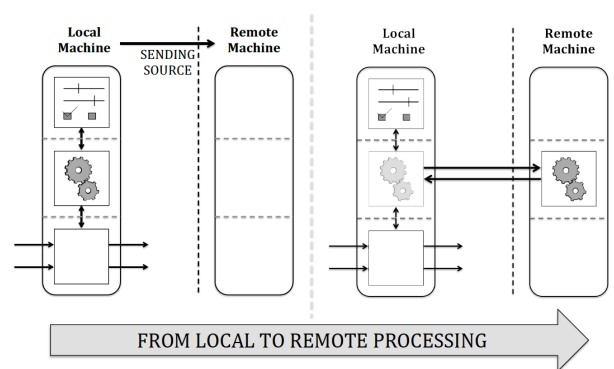 Local
Machine
SENDING
SOURCE
Remote
Machine
Local
Machine
Remote
Machine
FROM LOCAL TO REMOTE PROCESSING